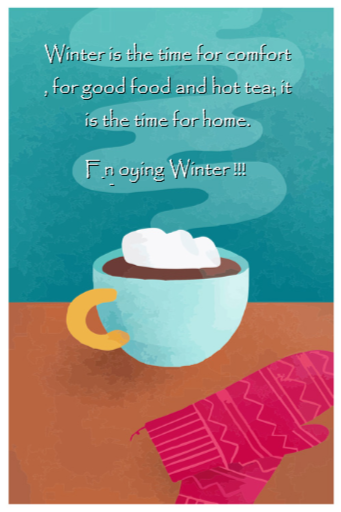 Winter is the time for comfort
, for good food and hot tea; it
is the time for home.
Winter !!!